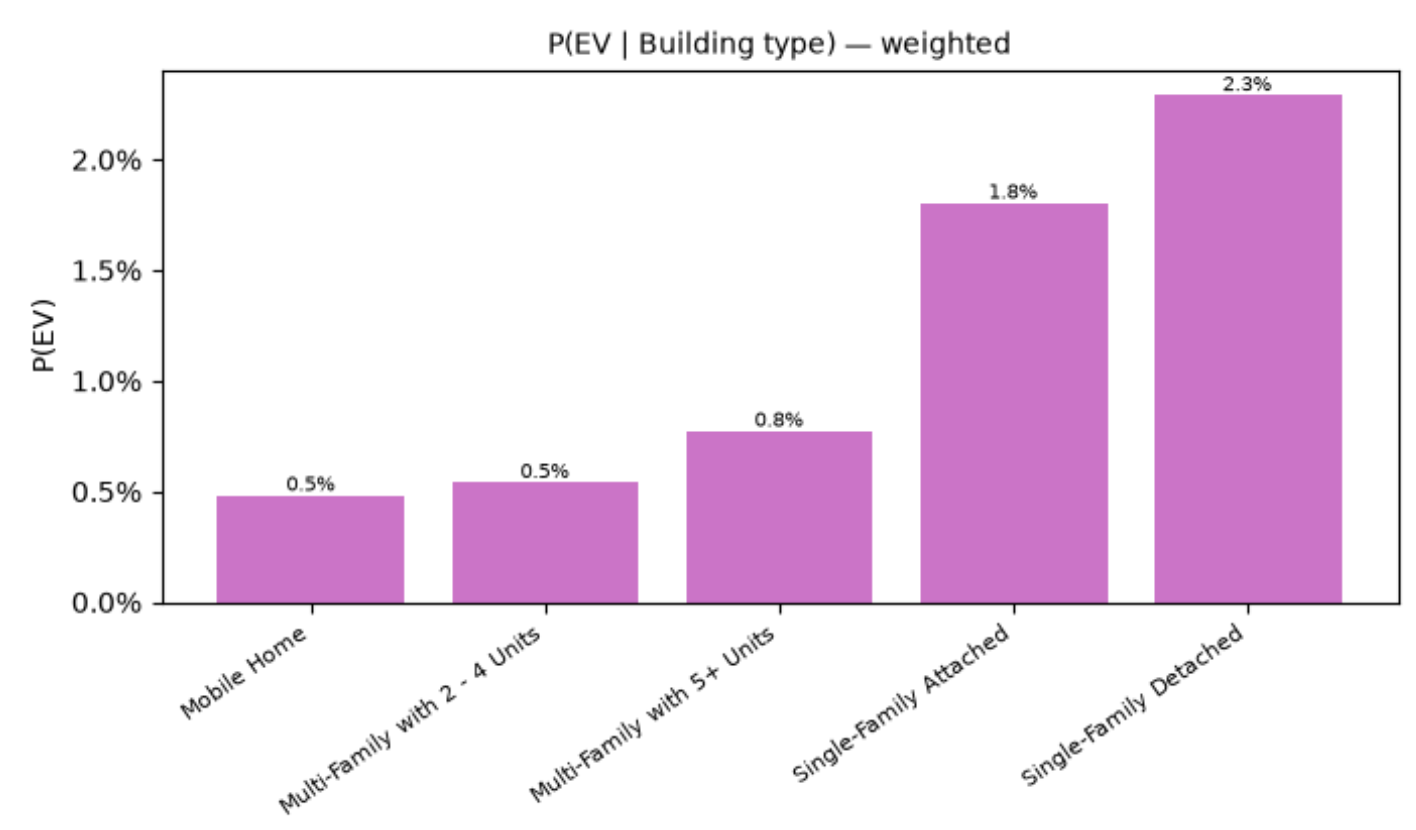 P(EV | Building type) — weighted
P(EV)
2.0%
1.5%
1.0%
0.5%
0.0%
0.5%
0.5%
0.8%
1.8%
2.3%
Mobile Home
Multi-Family with 2 - 4 Units
Multi-Family with 5+ Units
Single-Family Attached
Single-Family Detached